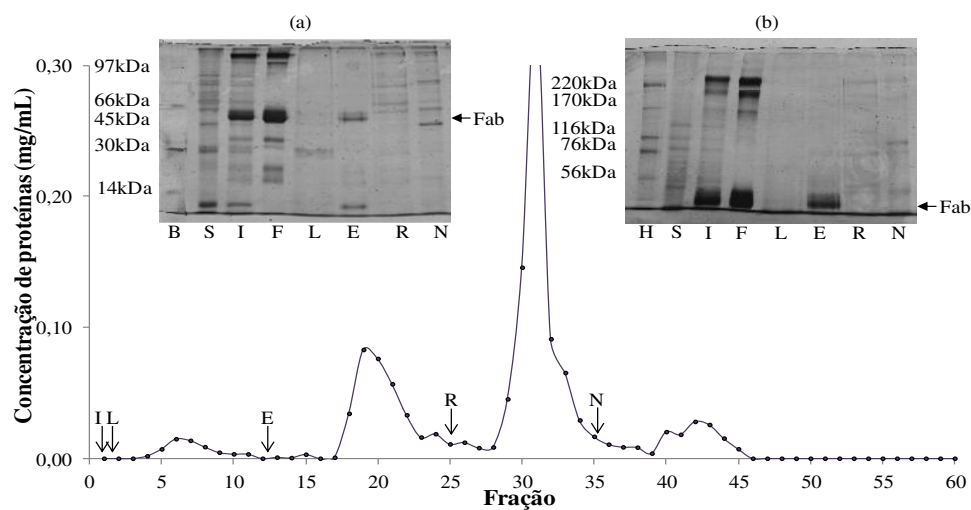 (a)
(b)
97kDa
66kDa
45kDa
30kDa
14kDa
Fab
B S I F L E R N
220kDa
170kDa
116kDa
76kDa
56kDa
Fab
H S I F L E R N
Concentração de proteínas (mg/mL)
0,30
0,20
0,10
0,00
I L
E
R
N
0 5 10 15 20 25 30 35 40 45 50 55 60
Fração